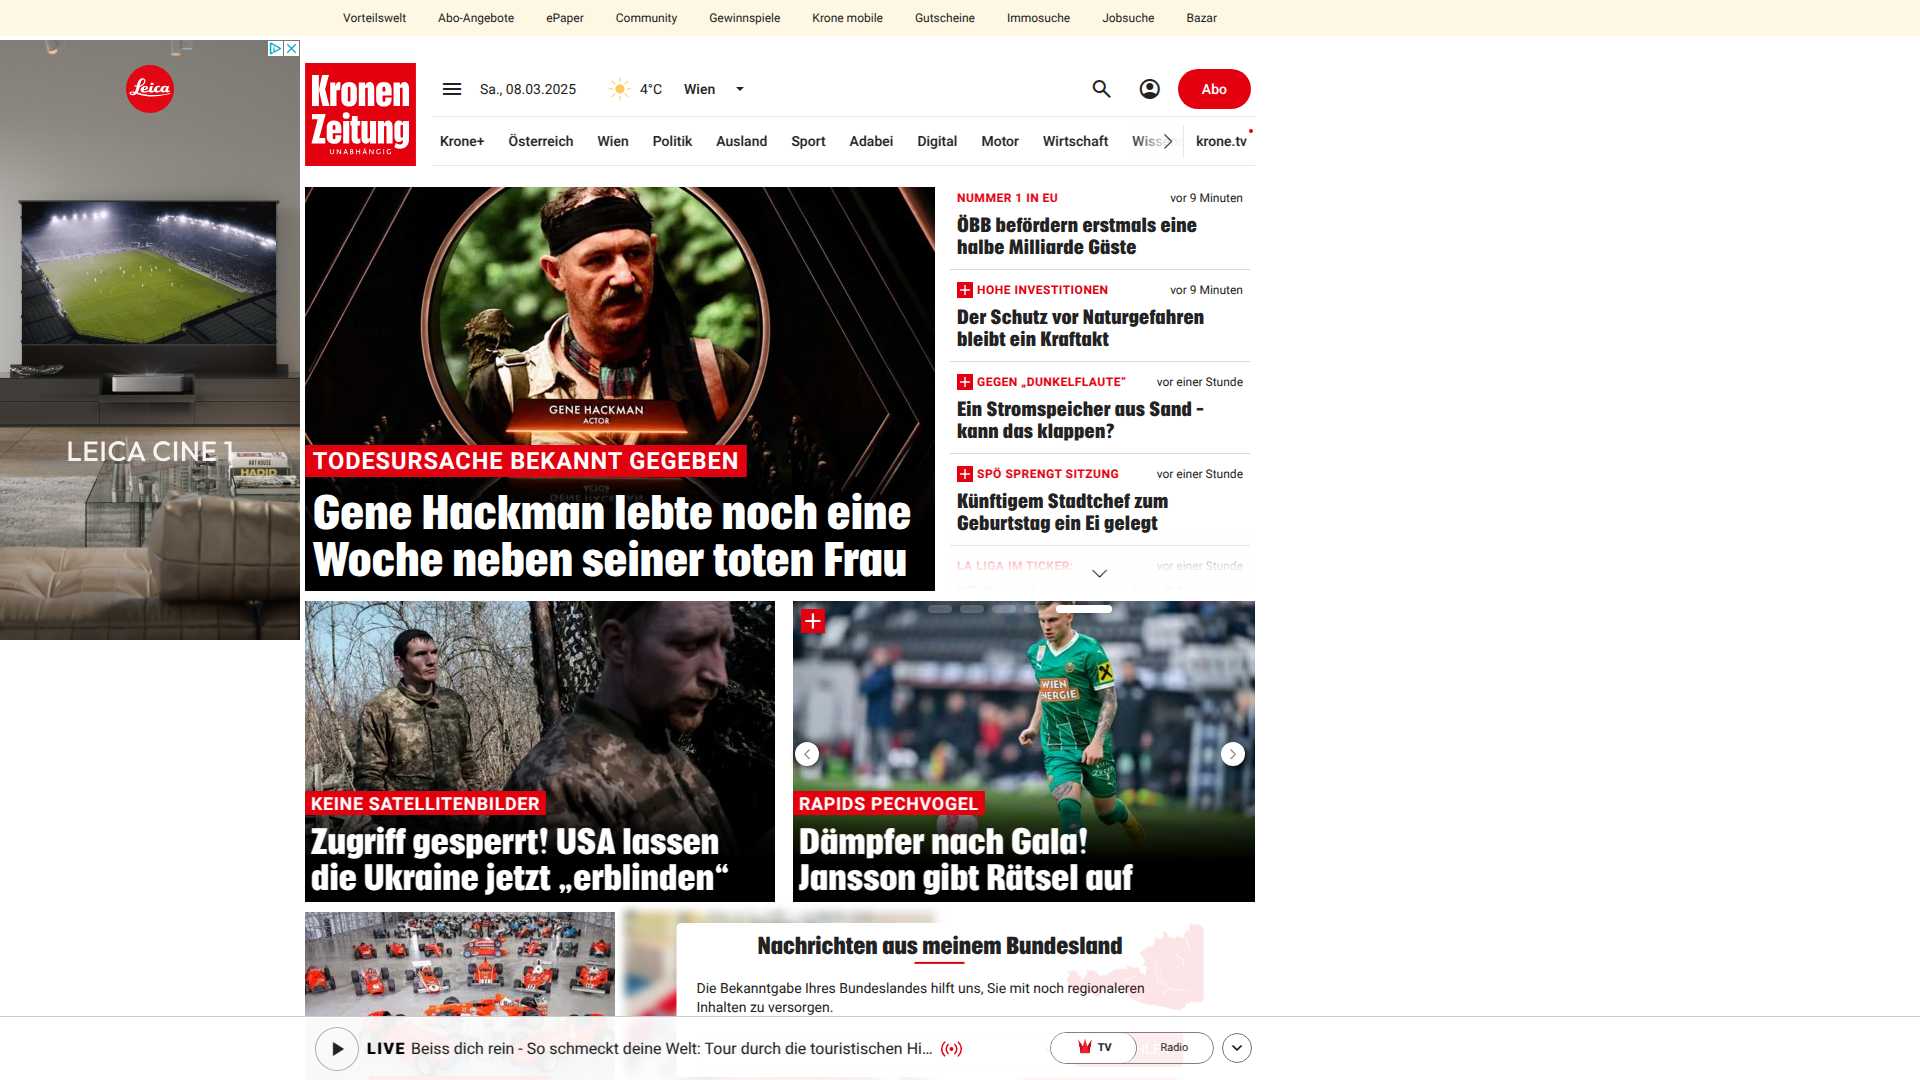 Vorteilswelt Abo-Angebote ePaper Community Gewinnspiele Krone mobile Gutscheine Immosuche Jobsuche Bazar
Leica
LEICA CINE 1
ART HOUSE
HADID
Kronen
Zeitung
UNABHÄNGIG
Sa., 08.03.2025 4°C Wien
Abo
Krone+ Österreich Wien Politik Ausland Sport Adabei Digital Motor Wirtschaft krone.tv
GENE HACKMAN
ACTOR
TODESURSACHE BEKANNT GEGEBEN
Gene Hackman lebte noch eine
Woche neben seiner toten Frau
NUMMER 1 IN EU vor 9 Minuten
ÖBB befördern erstmals eine
halbe Milliarde Gäste
HOHE INVESTITIONEN vor 9 Minuten
Der Schutz vor Naturgefahren
bleibt ein Kraftakt
GEGEN „DUNKELFLAUTE“ vor einer Stunde
Ein Stromspeicher aus Sand –
kann das klappen?
SPÖ SPRENGT SITZUNG vor einer Stunde
Künftigem Stadtchef zum
Geburtstag ein Ei gelegt
LA LIGA IM TICKER: vor einer Stunde
KEINE SATELLITENBILDER
Zugriff gesperrt! USA lassen
die Ukraine jetzt „erblinden“
WIEN
ENERGIE
RAPIDS PECHVOGEL
Dämpfer nach Gala!
Jansson gibt Rätsel auf
Nachrichten aus meinem Bundesland
Die Bekanntgabe Ihres Bundeslandes hilft uns, Sie mit noch regionaleren
Inhalten zu versorgen.
LIVE Beiss dich rein - So schmeckt deine Welt: Tour durch die touristischen Hi...
TV
Radio